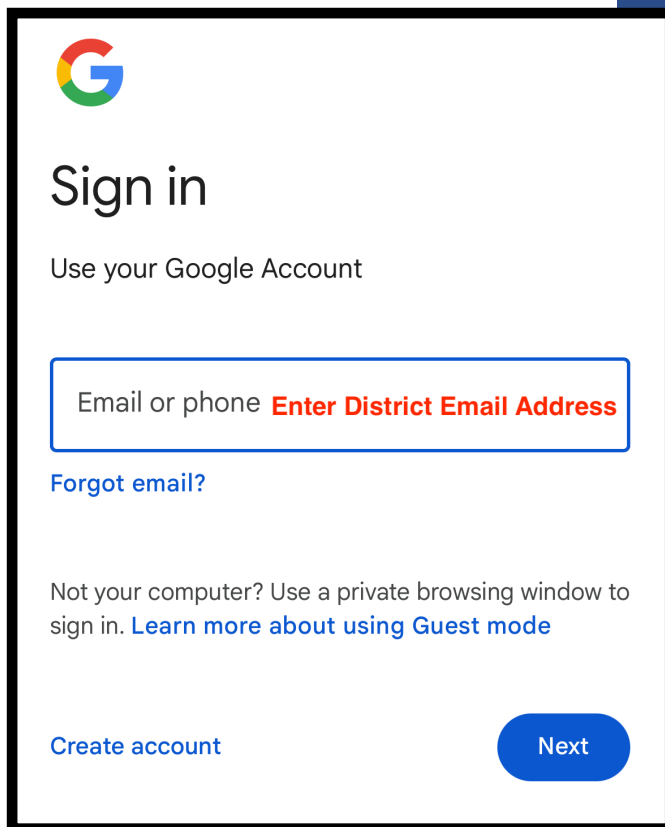 Sign in
Use your Google Account
Email or phone Enter District Email Address
Forgot email?
Not your computer? Use a private browsing window to
sign in. Learn more about using Guest mode
Create account Next